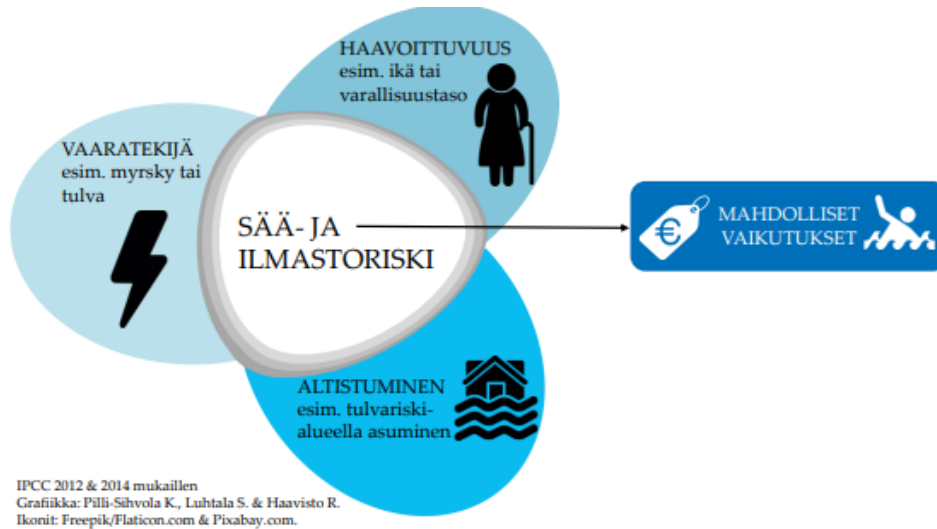 HAAVOITTUVUUS
esim. ikä tai
varallisuustaso
VAARATEKIJÄ
esim. myrsky tai
tulva
SÄÄ- JA
ILMASTORISKI
€
MAHDOLLISET
VAIKUTUKSET
ALTISTUMINEN
esim. tulvariski-
alueella asuminen
IPCC 2012 & 2014 mukaillen
Grafiikka: Pilli-Sihvola K., Luhtala S. & Haavisto R.
Ikonit: Freepik/Flaticon.com & Pixabay.com.